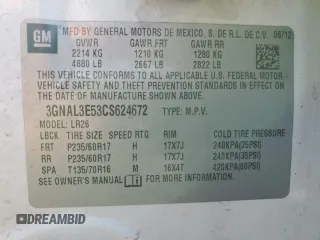 GM
MFD BY GENERAL MOTORS DE MEXICO, S. DE R.L. DE C.V. 06/12
GVWR GAWR FRT GAWR RR
2214 KG 1210 KG 1280 KG
4880 LB 2667 LB 2822 LB
THIS VEHICLE CONFORMS TO ALL APPLICABLE U.S. FEDERAL MOTOR
VEHICLE SAFETY AND THEFT PREVENTION STANDARDS IN EFFECT
ON THE DATE OF MANUFACTURE SHOWN ABOVE.
3GNAL3E53CS624672 TYPE: M.P.V.
MODEL: LR26
LBCK TIRE SIZE SPEED RTG RIM COLD TIRE PRESSURE
FRT P235/60R17 H 17X7J 240KPA(35PSI)
RR P235/60R17 H 17X7J 240KPA(35PSI)
SPA T135/70R16 M 16X4T 420KPA(60PSI)
SEE OWNER'S MANUAL FOR
EPIC BID